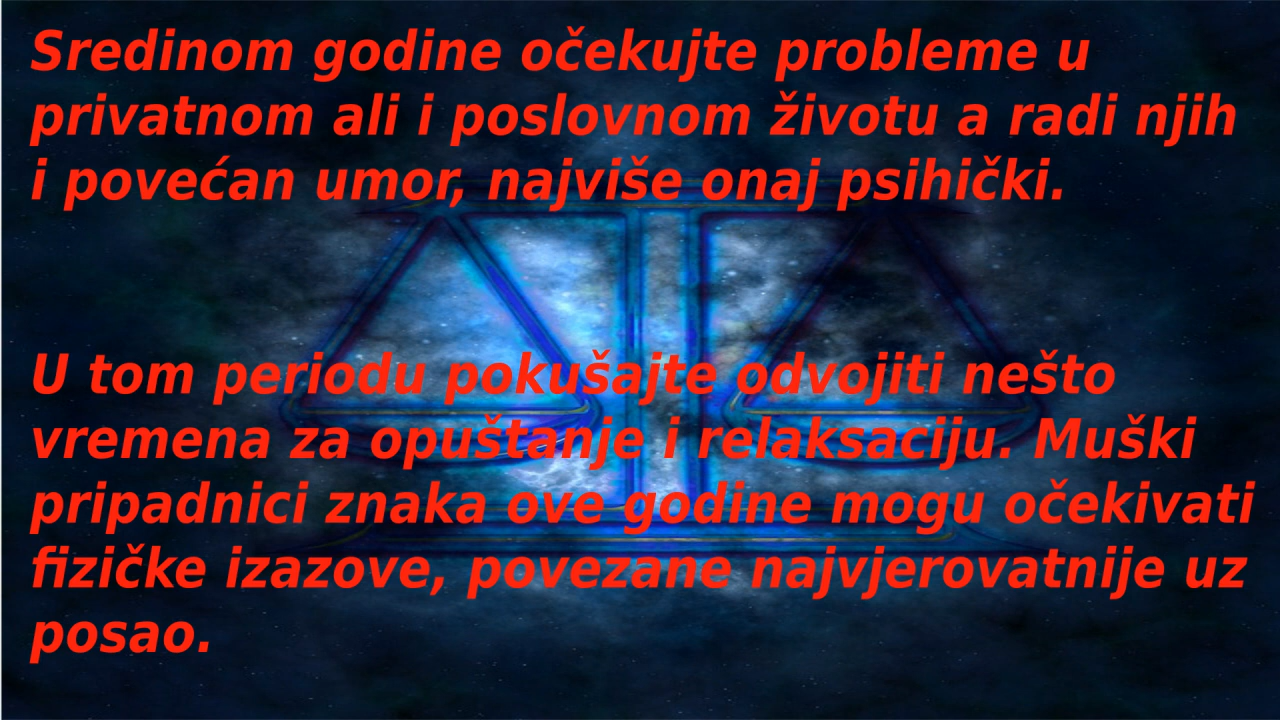 Sredinom godine očekujte probleme u
privatnom ali i poslovnom životu a radi njih
i povećan umor, najviše onaj psihički.
U tom periodu pokušajte odvojiti nešto
vremena za opuštanje i relaksaciju. Muški
pripadnici znaka ove godine mogu očekivati
fizičke izazove, povezane najvjerovatnije uz
posao.